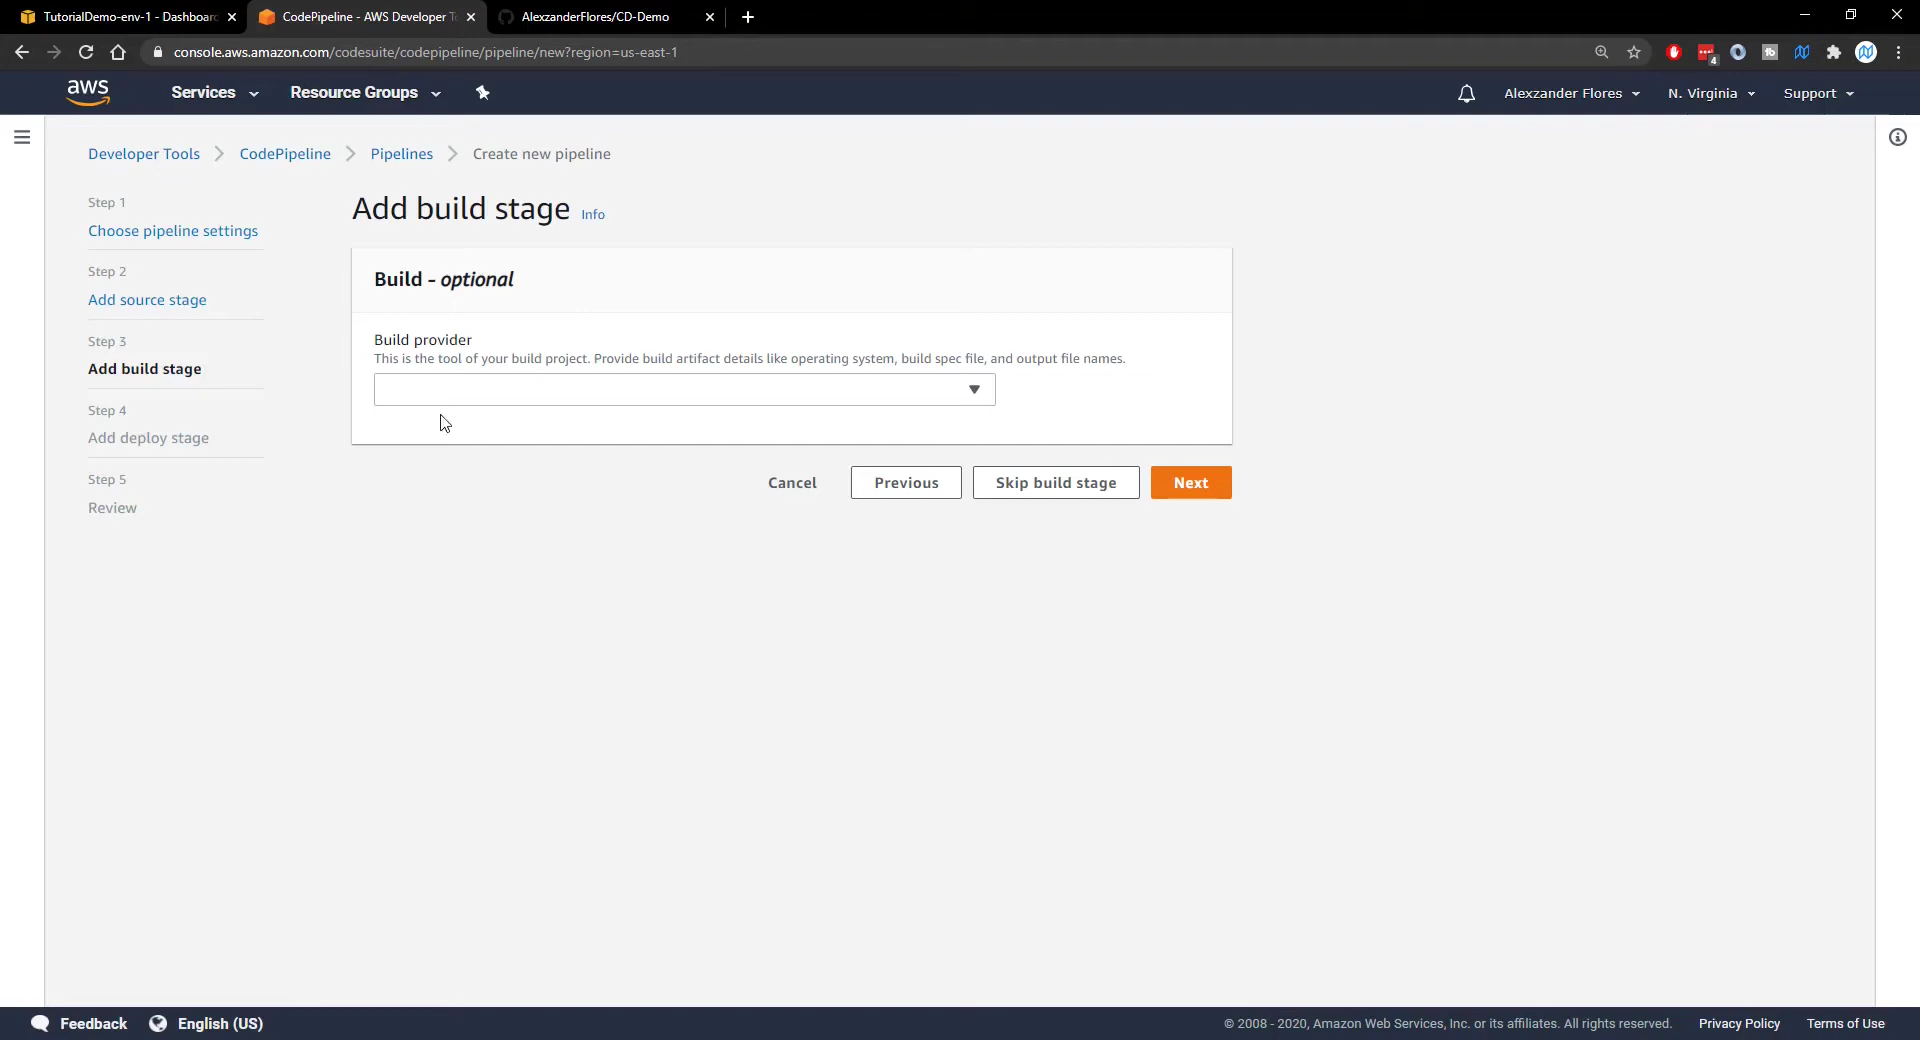 TutorialDemo-env-1 - Dashboard
CodePipeline - AWS Developer To
AlexzanderFlores/CD-Demo
console.aws.amazon.com/codesuite/codepipeline/pipeline/new?region=us-east-1
4
aws
Services
Resource Groups
Alexzander Flores
N. Virginia
Support
Developer Tools
CodePipeline
Pipelines
Create new pipeline
Step 1
Choose pipeline settings
Step 2
Add source stage
Step 3
Add build stage
Step 4
Add deploy stage
Step 5
Review
Add build stage Info
Build - optional
Build provider
This is the tool of your build project. Provide build artifact details like operating system, build spec file, and output file names.
Cancel
Previous
Skip build stage
Next
Feedback
English (US)
© 2008 - 2020, Amazon Web Services, Inc. or its affiliates. All rights reserved.
Privacy Policy
Terms of Use